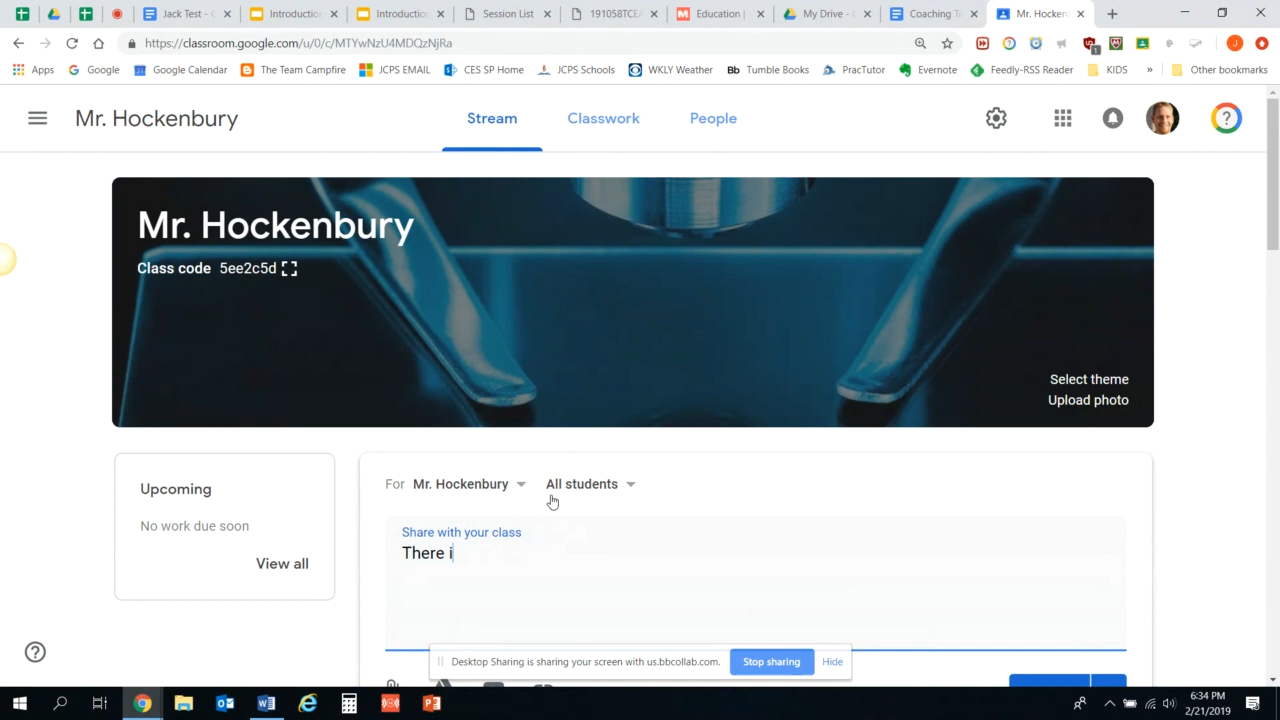 Jack Test - G
Introduction
Introduction
Session List
191058TCEA
Education |
My Drive - G
Coaching Te
Mr. Hocken
https://classroom.google.com/u/0/c/MTYwNzU4MDQzNjRa
Apps
Google
Google Calendar
The Team Campfire
JCPS EMAIL
CES SP Home
JCPS Schools
WKLY Weather
Bb Tumble Books
PracTutor
Evernote
Feedly-RSS Reader
KIDS
»
Other bookmarks
Mr. Hockenbury
Stream
Classwork
People
Mr. Hockenbury
Class code 5ee2c5d
Select theme
Upload photo
Upcoming
No work due soon
View all
For Mr. Hockenbury
All students
Share with your class
There i
Desktop Sharing is sharing your screen with us.bbcollab.com.
Stop sharing
Hide
6:34 PM
2/21/2019